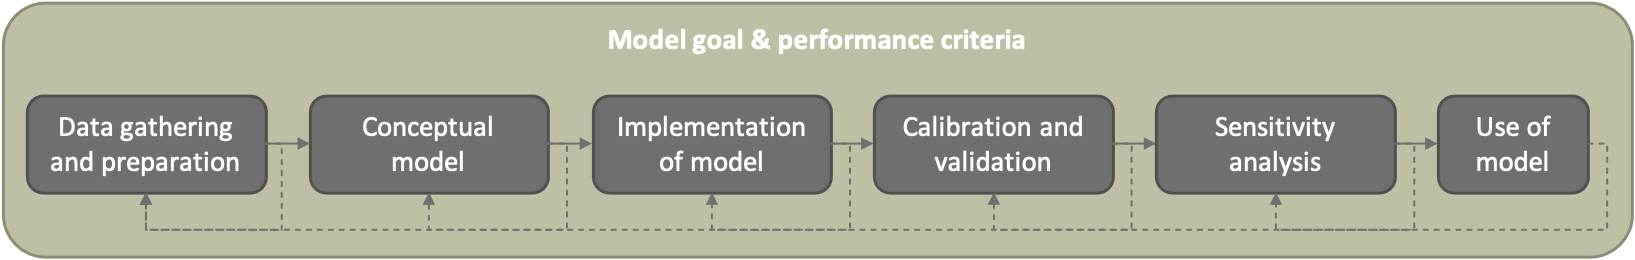 Model goal & performance criteria
Data gathering
and preparation
Conceptual
model
Implementation
of model
Calibration and
validation
Sensitivity
analysis
Use of
model